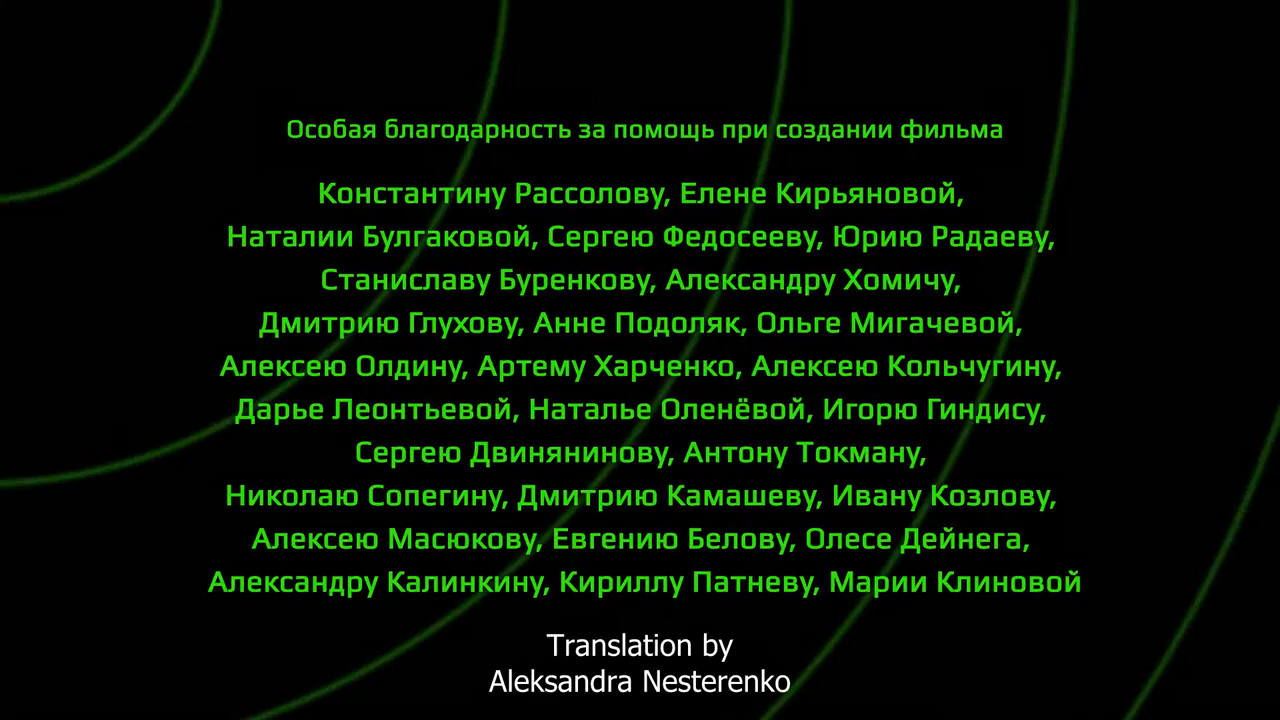 Особая благодарность за помощь при создании фильма
Константину Рассолову, Елене Кирьяновой,
Наталии Булгаковой, Сергею Федосееву, Юрию Радаеву,
Станиславу Буренкову, Александру Хомичу,
Дмитрию Глухову, Анне Подоляк, Ольге Мигачевой,
Алексею Олдину, Артему Харченко, Алексею Кольчугину,
Дарье Леонтьевой, Наталье Оленёвой, Игорю Гиндису,
Сергею Двинянинову, Антону Токману,
Николаю Сопегину, Дмитрию Камашеву, Ивану Козлову,
Алексею Масюкову, Евгению Белову, Олесе Дейнега,
Александру Калинкину, Кириллу Патневу, Марии Клиновой
Translation by
Aleksandra Nesterenko